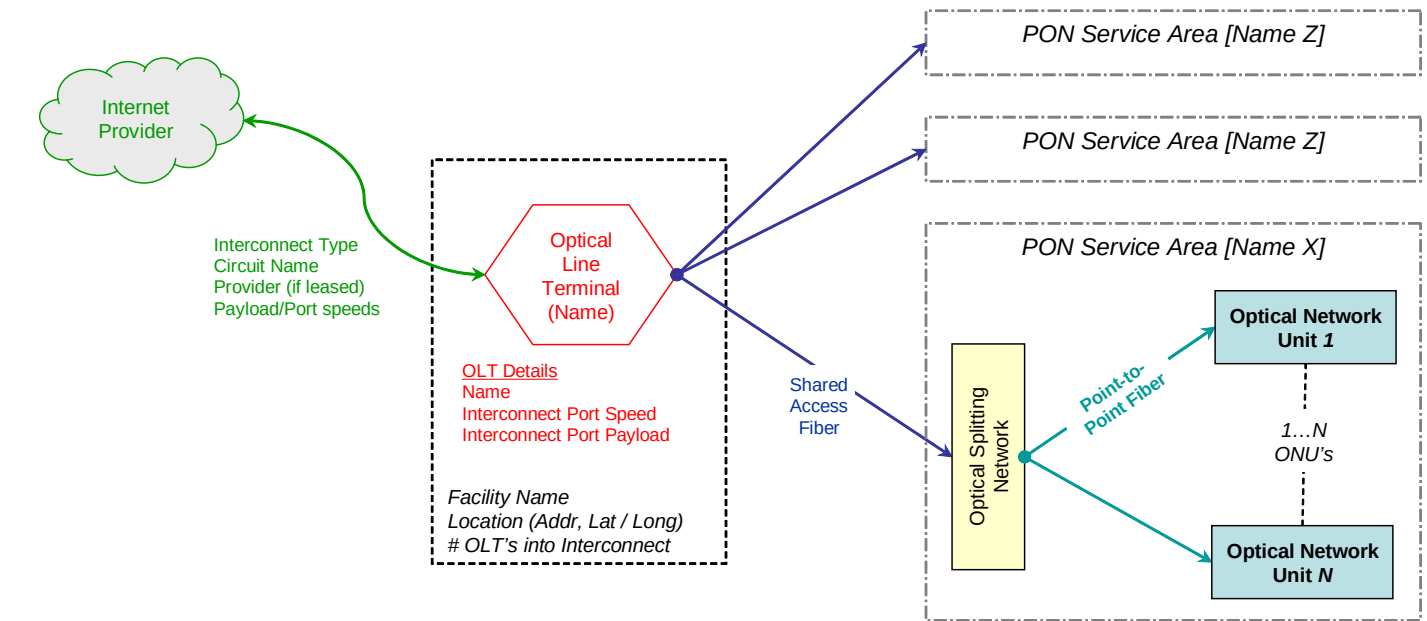 PON Service Area [Name Z]
Internet
Provider
PON Service Area [Name Z]
Interconnect Type
Circuit Name
Provider (if leased)
Payload/Port speeds
Optical
Line
Terminal
(Name)
OLT Details
Name
Interconnect Port Speed
Interconnect Port Payload
Facility Name
Location (Addr, Lat / Long)
# OLT's into Interconnect
Shared
Access
Fiber
PON Service Area [Name X]
Optical Splitting
Network
Point-to-
Point Fiber
Optical Network
Unit 1
1…N
ONU's
Optical Network
Unit N